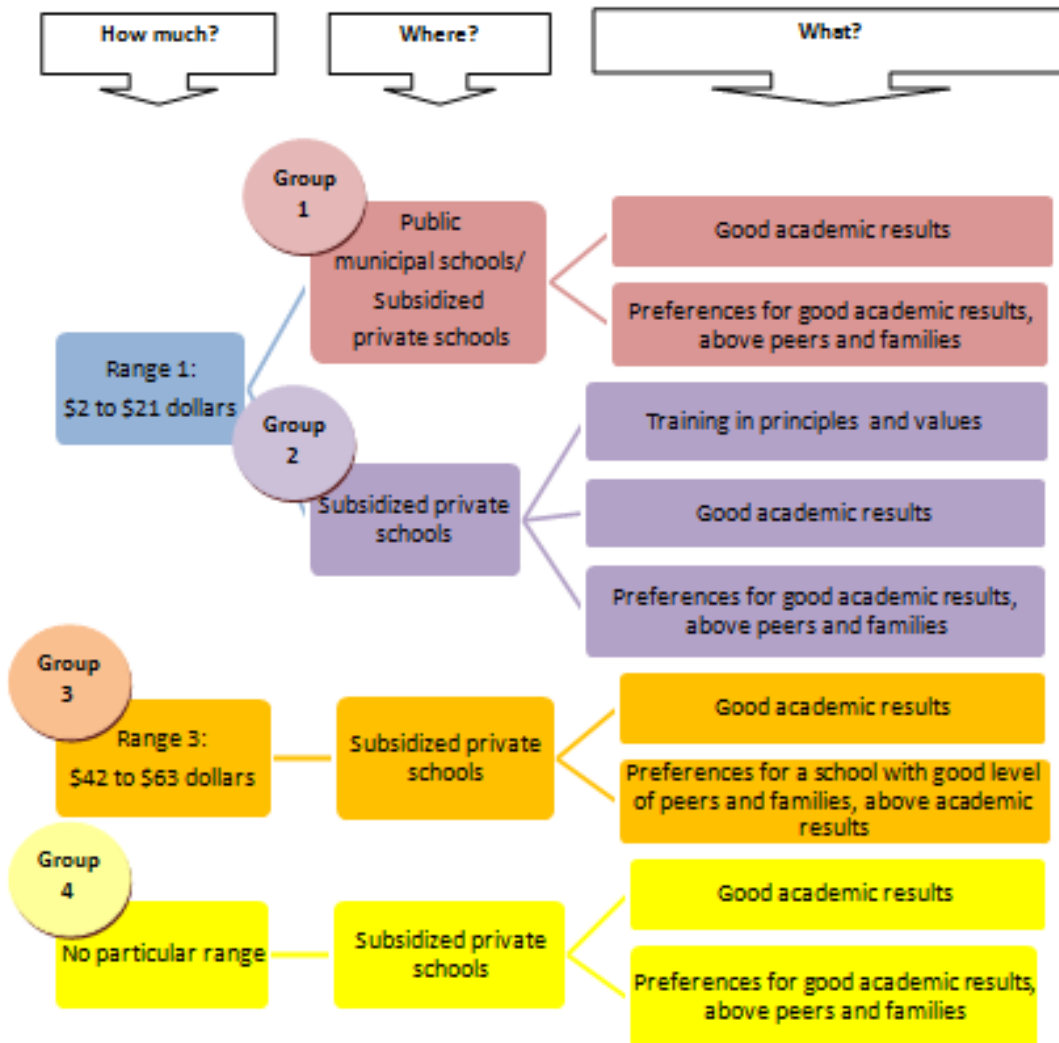 How much?
Where?
What?
Group
1
Public
municipal schools/
Subsidized
private schools
Good academic results
Preferences for good academic results,
above peers and families
Range 1:
$2 to $21 dollars
Group
2
Subsidized private
schools
Training in principles and values
Good academic results
Preferences for good academic results,
above peers and families
Group
3
Range 3:
$42 to $63 dollars
Subsidized private
schools
Good academic results
Preferences for a school with good level
of peers and families, above academic
results
Group
4
No particular range
Subsidized private
schools
Good academic results
Preferences for good academic results,
above peers and families